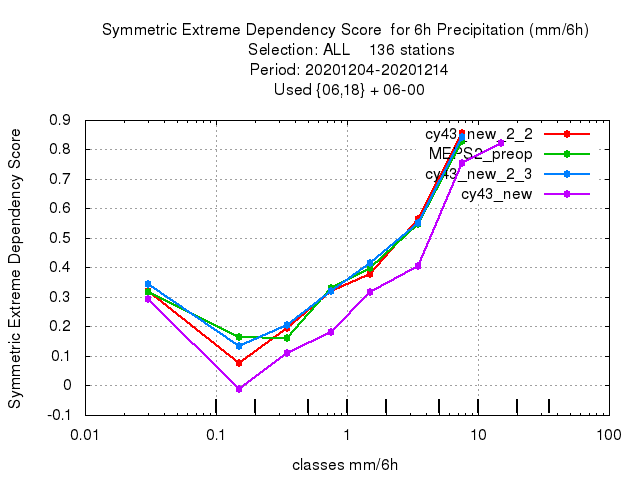 Symmetric Extreme Dependency Score for 6h Precipitation (mm/6h)
Selection: ALL 136 stations
Period: 20201204-20201214
Used {06,18} + 06-00
Symmetric Extreme Dependency Score
0.9
0.8
0.7
0.6
0.5
0.4
0.3
0.2
0.1
0
-0.1
cy43_new_2_2
MEPS2_preop
cy43_new_2_3
cy43_new
0.01 0.1 1 10 100
classes mm/6h